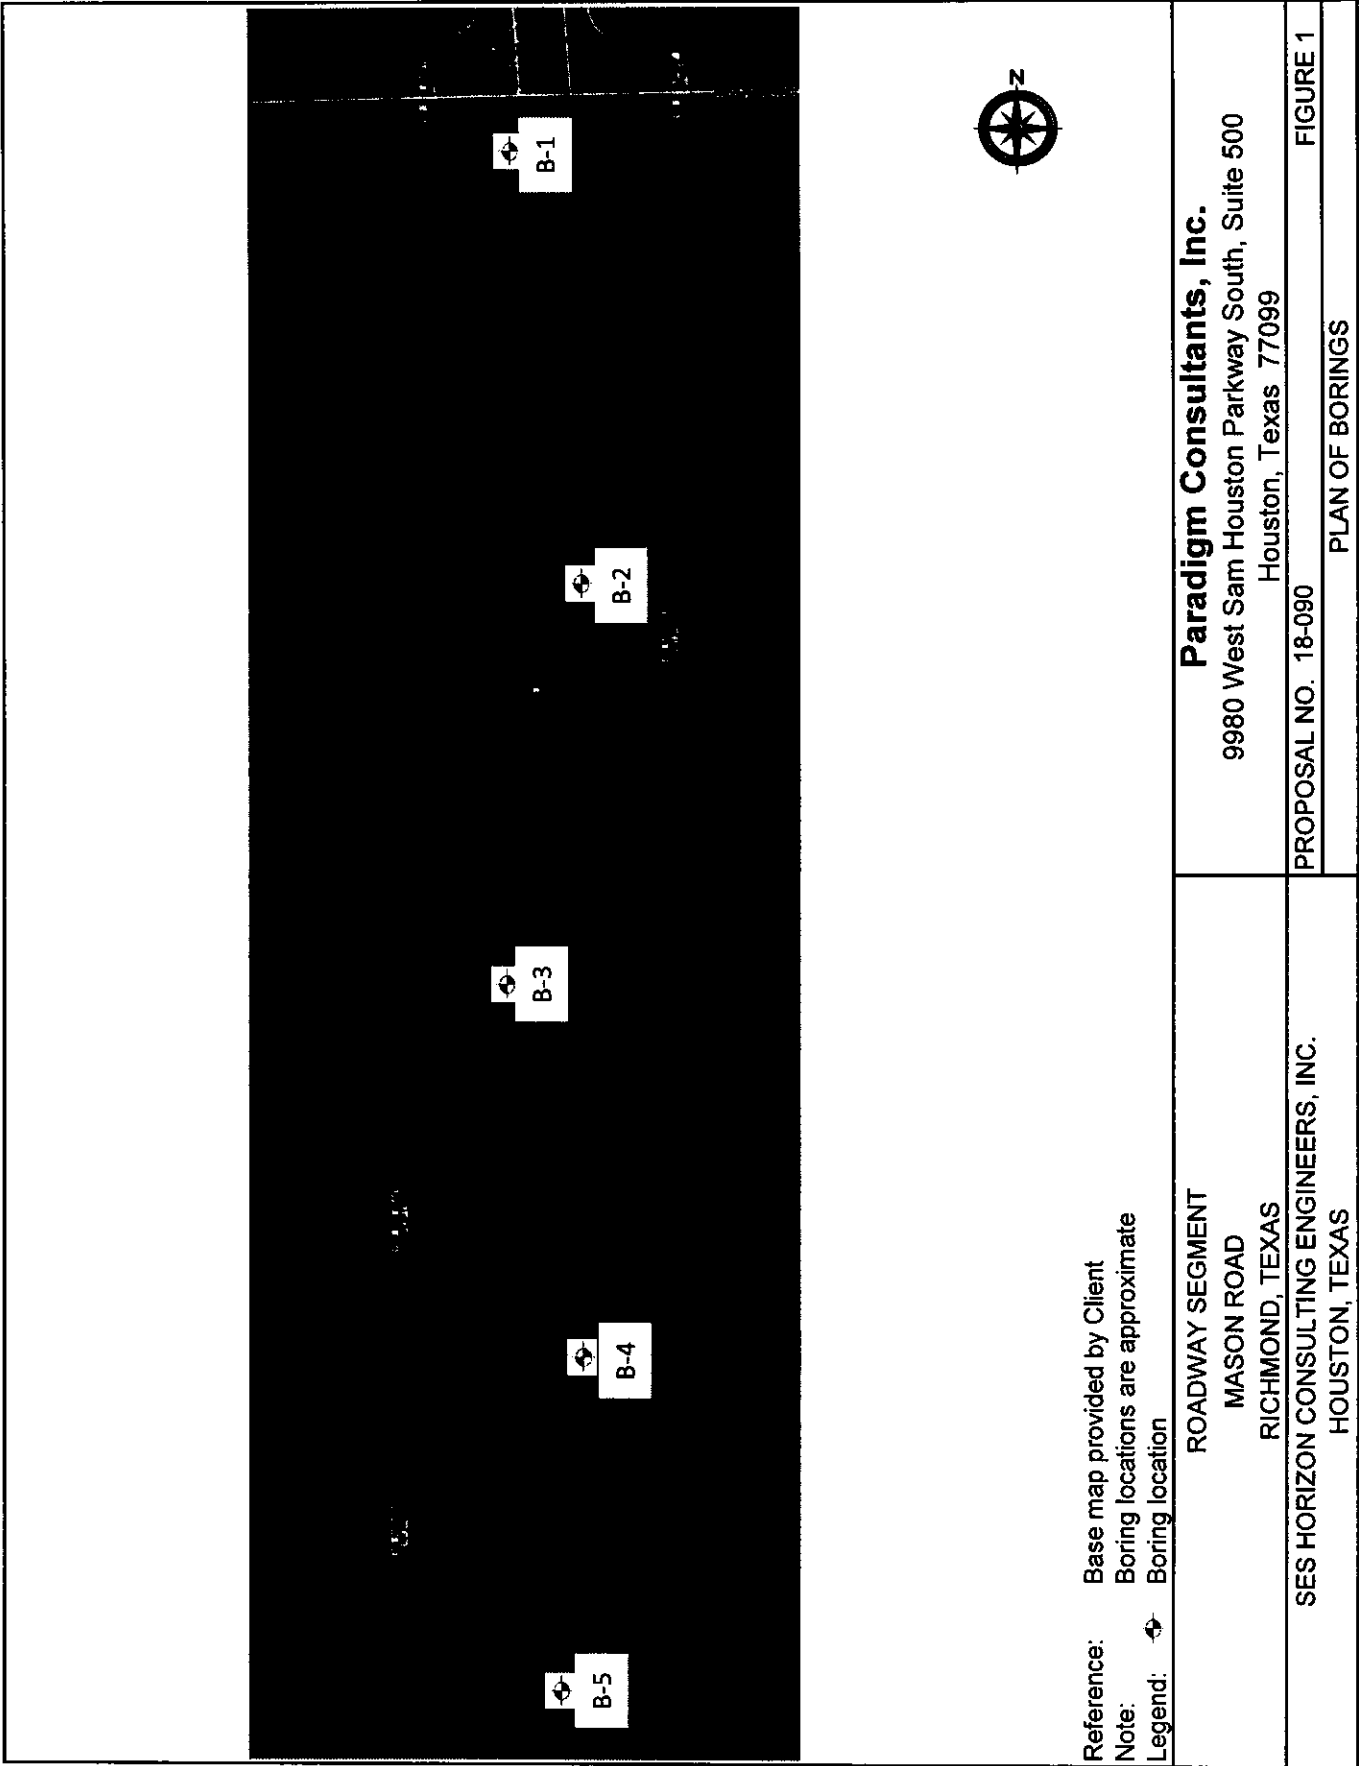 B-5
B-4
B-3
B-2
B-1
N
Reference: Base map provided by Client
Note: Boring locations are approximate
Legend: Boring location
ROADWAY SEGMENT
MASON ROAD
RICHMOND, TEXAS
SES HORIZON CONSULTING ENGINEERS, INC.
HOUSTON, TEXAS
Paradigm Consultants, Inc.
9980 West Sam Houston Parkway South, Suite 500
Houston, Texas 77099
PROPOSAL NO. 18-090 FIGURE 1
PLAN OF BORINGS